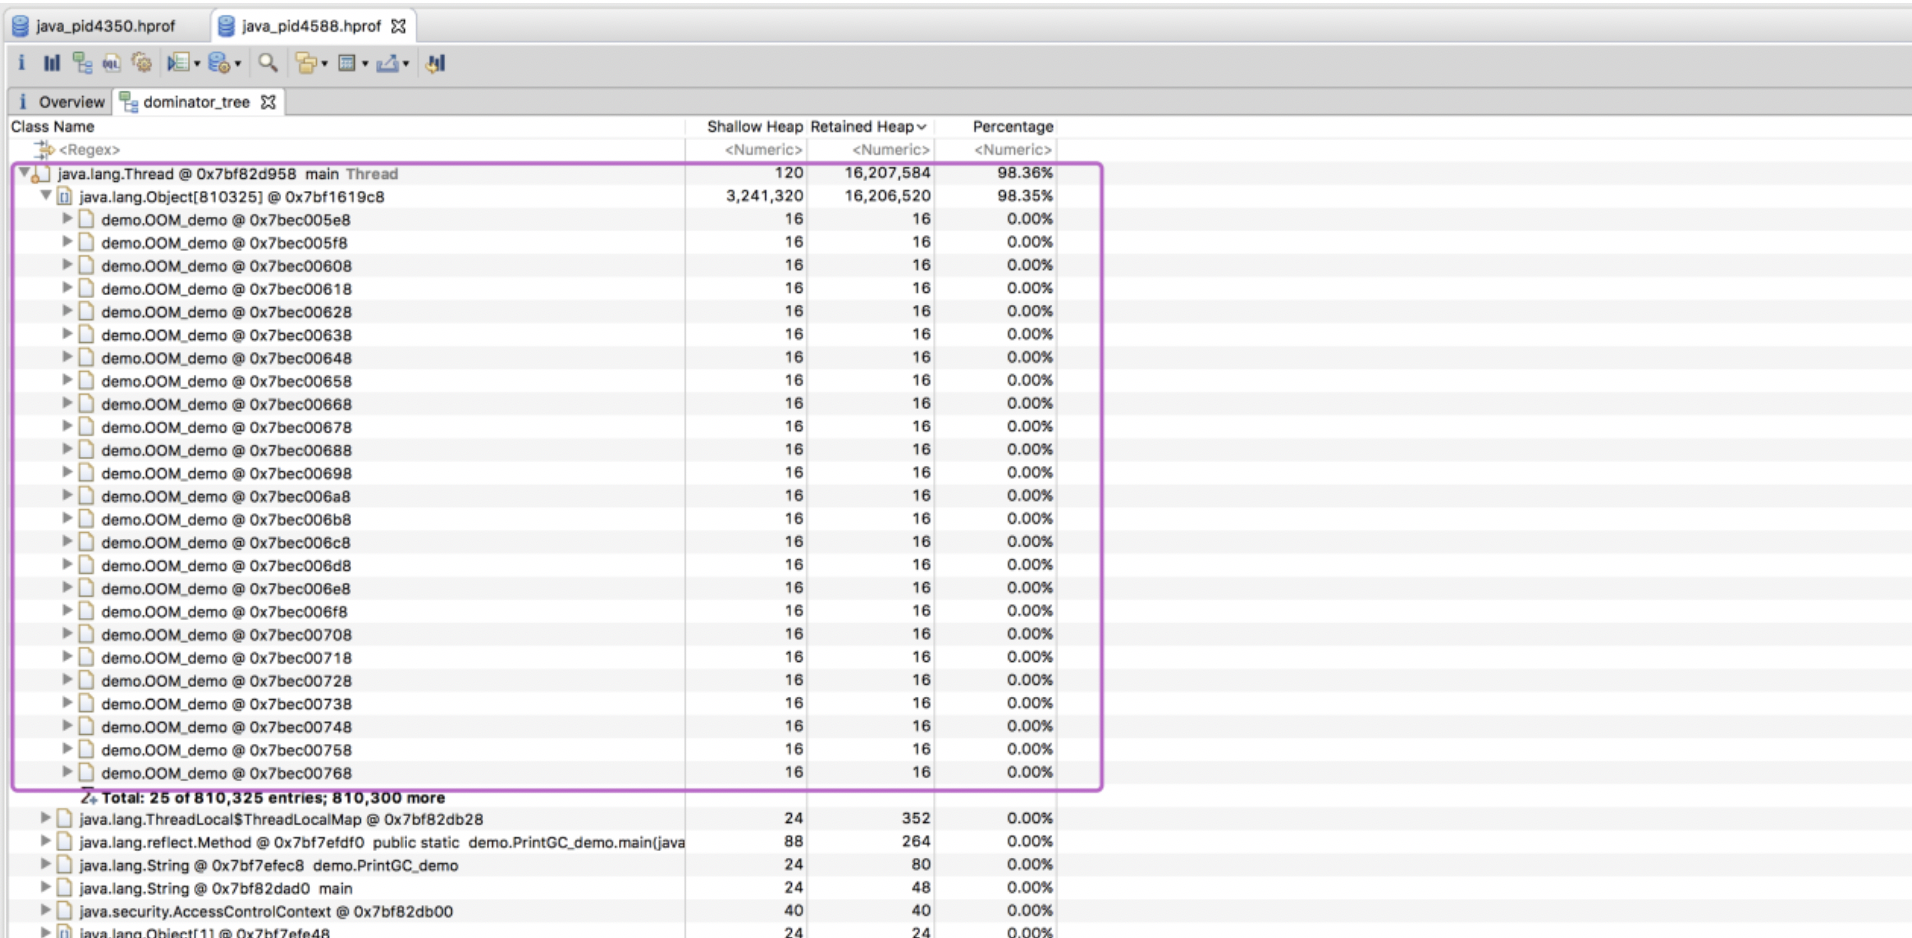 java_pid4350.hprof java_pid4588.hprof
i OQL
i Overview dominator_tree
Class Name Shallow Heap Retained Heap Percentage
<Regex> <Numeric> <Numeric> <Numeric>
java.lang.Thread @ 0x7bf82d958 main Thread 120 16,207,584 98.36%
java.lang.Object[810325] @ 0x7bf1619c8 3,241,320 16,206,520 98.35%
demo.OOM_demo @ 0x7bec005e8 16 16 0.00%
demo.OOM_demo @ 0x7bec005f8 16 16 0.00%
demo.OOM_demo @ 0x7bec00608 16 16 0.00%
demo.OOM_demo @ 0x7bec00618 16 16 0.00%
demo.OOM_demo @ 0x7bec00628 16 16 0.00%
demo.OOM_demo @ 0x7bec00638 16 16 0.00%
demo.OOM_demo @ 0x7bec00648 16 16 0.00%
demo.OOM_demo @ 0x7bec00658 16 16 0.00%
demo.OOM_demo @ 0x7bec00668 16 16 0.00%
demo.OOM_demo @ 0x7bec00678 16 16 0.00%
demo.OOM_demo @ 0x7bec00688 16 16 0.00%
demo.OOM_demo @ 0x7bec00698 16 16 0.00%
demo.OOM_demo @ 0x7bec006a8 16 16 0.00%
demo.OOM_demo @ 0x7bec006b8 16 16 0.00%
demo.OOM_demo @ 0x7bec006c8 16 16 0.00%
demo.OOM_demo @ 0x7bec006d8 16 16 0.00%
demo.OOM_demo @ 0x7bec006e8 16 16 0.00%
demo.OOM_demo @ 0x7bec006f8 16 16 0.00%
demo.OOM_demo @ 0x7bec00708 16 16 0.00%
demo.OOM_demo @ 0x7bec00718 16 16 0.00%
demo.OOM_demo @ 0x7bec00728 16 16 0.00%
demo.OOM_demo @ 0x7bec00738 16 16 0.00%
demo.OOM_demo @ 0x7bec00748 16 16 0.00%
demo.OOM_demo @ 0x7bec00758 16 16 0.00%
demo.OOM_demo @ 0x7bec00768 16 16 0.00%
Total: 25 of 810,325 entries; 810,300 more
java.lang.ThreadLocal$ThreadLocalMap @ 0x7bf82db28 24 352 0.00%
java.lang.reflect.Method @ 0x7bf7efdf0 public static demo.PrintGC_demo.main(java 88 264 0.00%
java.lang.String @ 0x7bf7efec8 demo.PrintGC_demo 24 80 0.00%
java.lang.String @ 0x7bf82dad0 main 24 48 0.00%
java.security.AccessControlContext @ 0x7bf82db00 40 40 0.00%
java.lang.Object[1] @ 0x7bf7efe48 24 24 0.00%